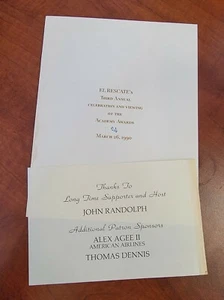 EL RESCATE'S
THIRD ANNUAL
CELEBRATION AND VIEWING
OF THE
ACADEMY AWARDS
MARCH 26, 1990
Thanks To
Long Time Supporter and Host
JOHN RANDOLPH
Additional Patron Sponsors
ALEX AGEE II
AMERICAN AIRLINES
THOMAS DENNIS